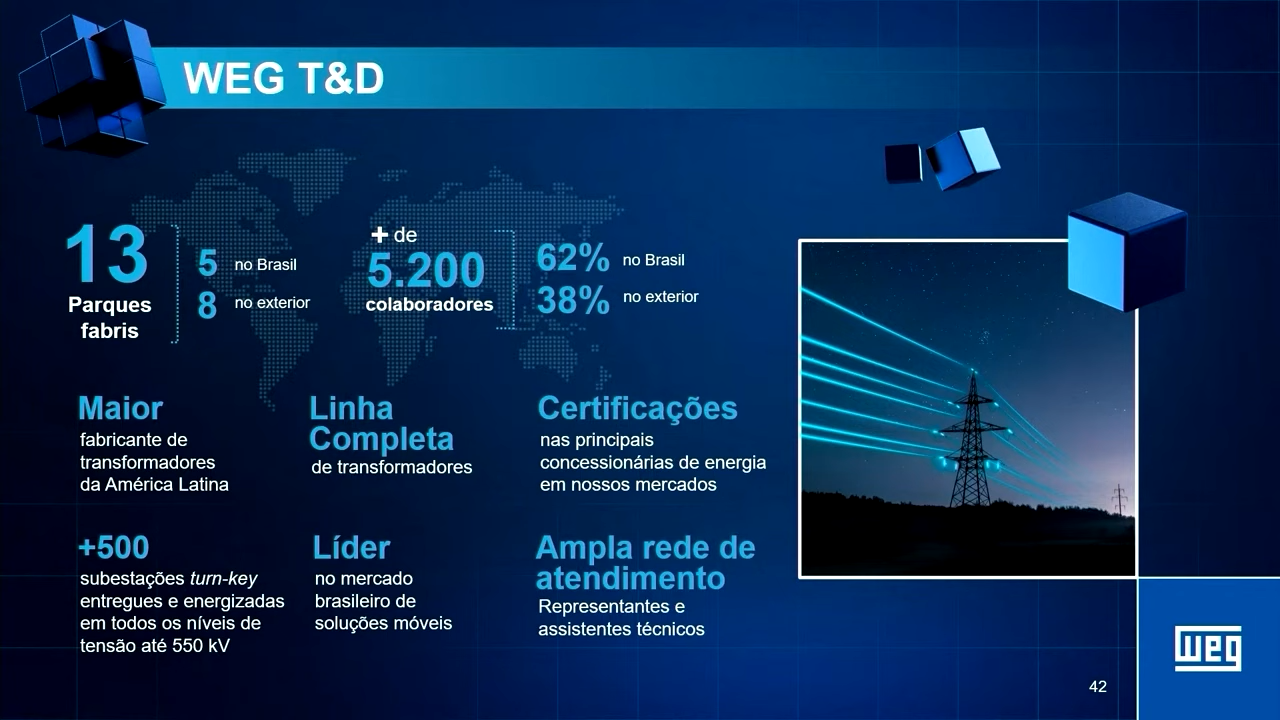 WEG T&D
13
Parques
fabris
5 no Brasil
8 no exterior
+ de
5.200
colaboradores
62% no Brasil
38% no exterior
Maior
fabricante de
transformadores
da América Latina
Linha
Completa
de transformadores
Certificações
nas principais
concessionárias de energia
em nossos mercados
+500
subestações turn-key
entregues e energizadas
em todos os níveis de
tensão até 550 kV
Líder
no mercado
brasileiro de
soluções móveis
Ampla rede de
atendimento
Representantes e
assistentes técnicos
42
weg